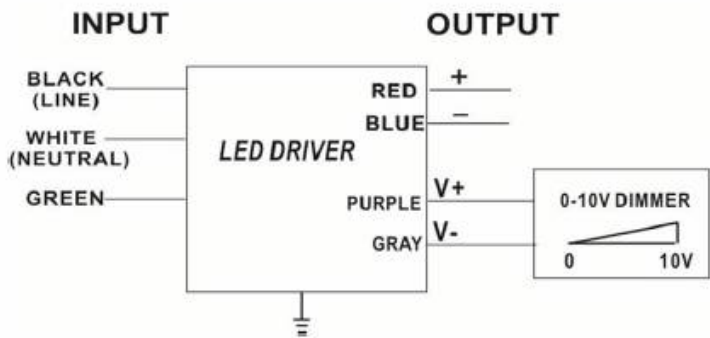 INPUT
OUTPUT
BLACK
(LINE)
WHITE
(NEUTRAL)
GREEN
LED DRIVER
RED
+
BLUE
−
PURPLE
V+
GRAY
V-
0-10V DIMMER
0
10V